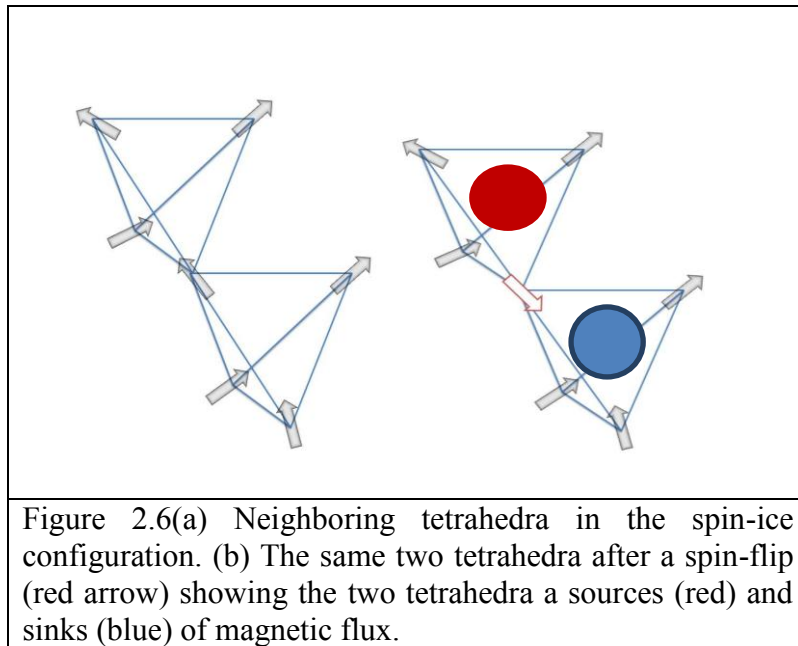 Figure 2.6(a) Neighboring tetrahedra in the spin-ice
configuration. (b) The same two tetrahedra after a spin-flip
(red arrow) showing the two tetrahedra a sources (red) and
sinks (blue) of magnetic flux.